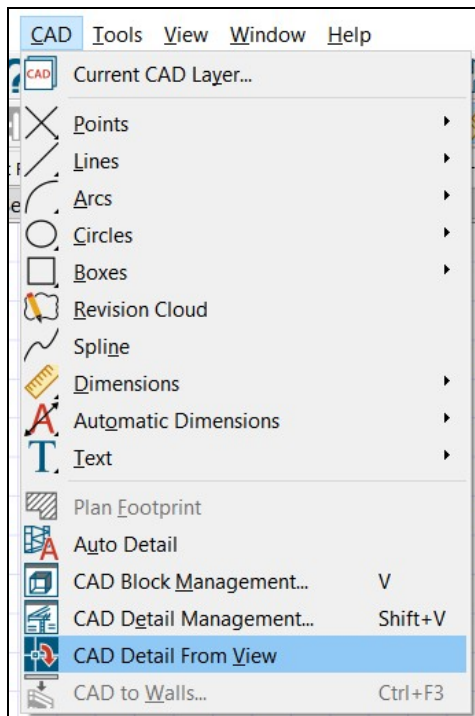 CAD Tools View Window Help
CAD Current CAD Layer...
Points
Lines
Arcs
Circles
Boxes
Revision Cloud
Spline
Dimensions
A Automatic Dimensions
T Text
Plan Footprint
A Auto Detail
CAD Block Management... V
CAD Detail Management... Shift+V
CAD Detail From View
CAD to Walls... Ctrl+F3